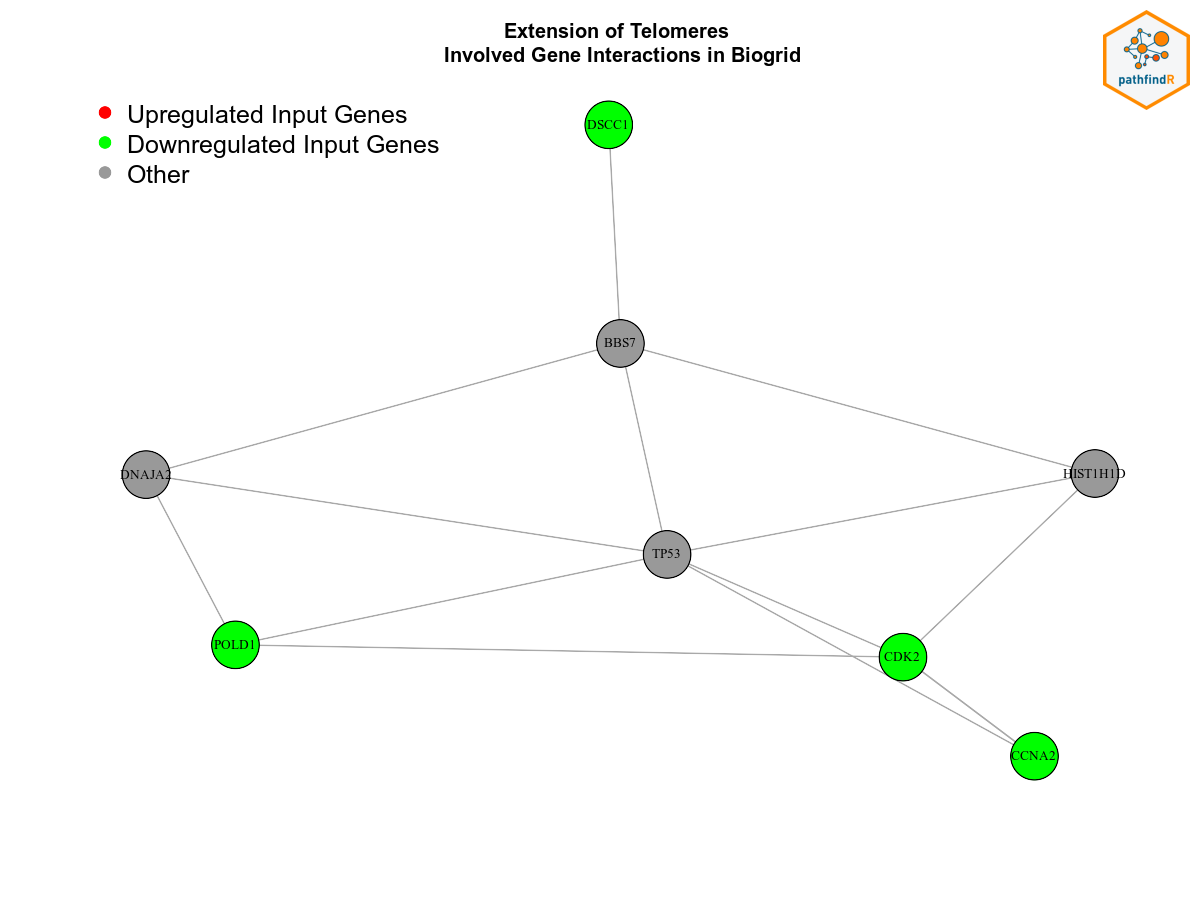 Extension of Telomeres
Involved Gene Interactions in Biogrid
pathfindR
Upregulated Input Genes
Downregulated Input Genes
Other
DSCC1
BBS7
DNAJA2
HIST1H1D
TP53
POLD1
CDK2
CCNA2